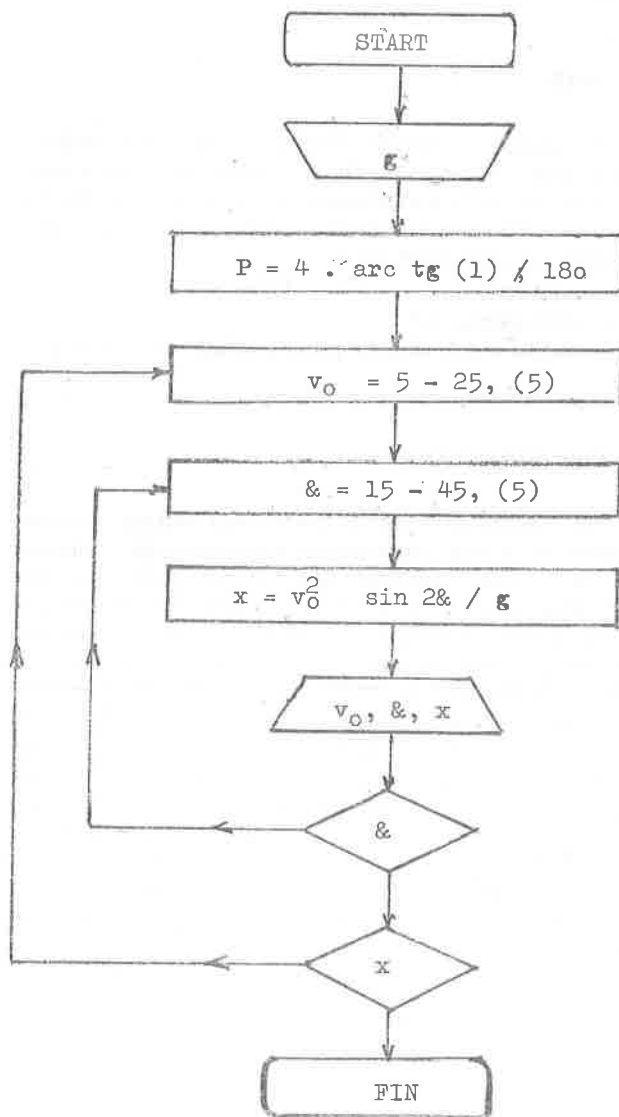 START
g
P = 4 . arc tg (1) / 180
v₀ = 5 - 25, (5)
& = 15 - 45, (5)
x = v₀² sin 2& / g
v₀, &, x
&
x
FIN